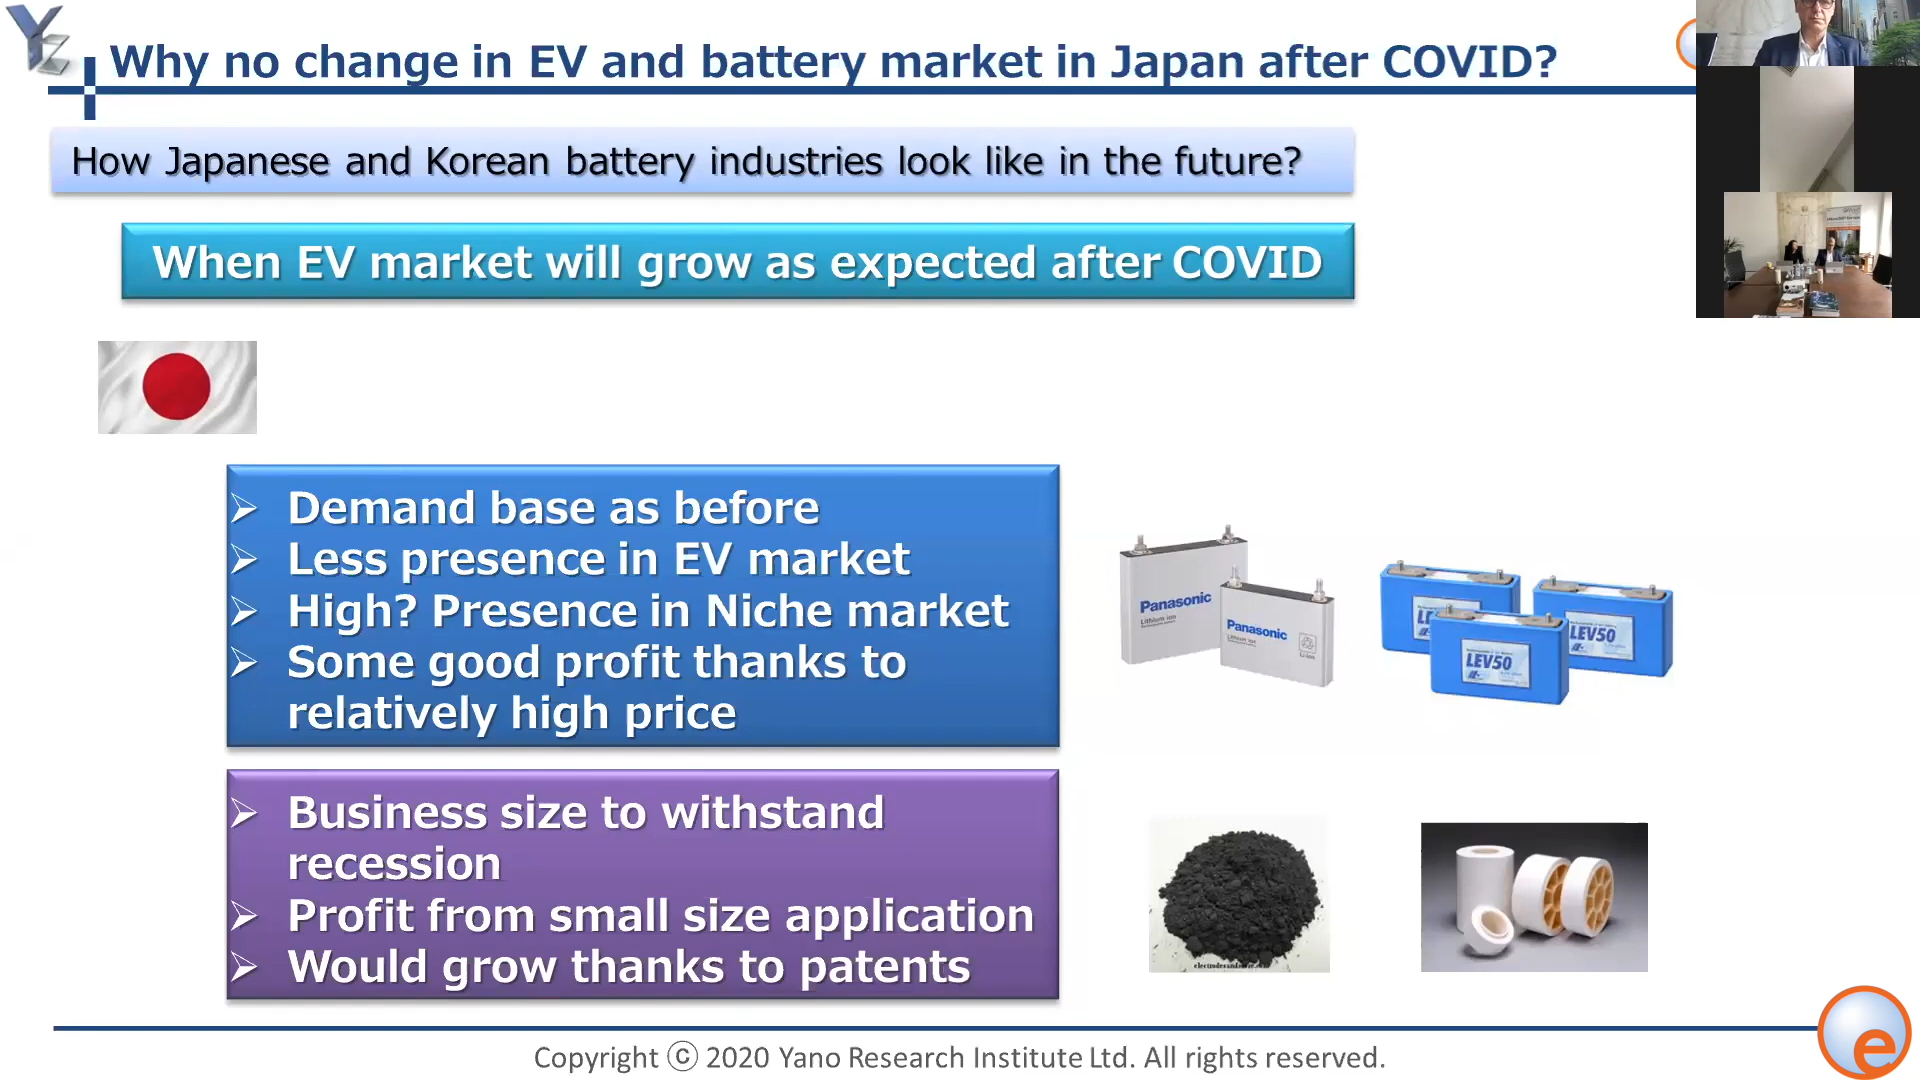 YZ
Why no change in EV and battery market in Japan after COVID?
How Japanese and Korean battery industries look like in the future?
When EV market will grow as expected after COVID
➢ Demand base as before
➢ Less presence in EV market
➢ High? Presence in Niche market
➢ Some good profit thanks to
relatively high price
Panasonic
Lithium ion
Panasonic
Lithium ion
LEV50
LEV50
➢ Business size to withstand
recession
➢ Profit from small size application
➢ Would grow thanks to patents
e
Copyright ⓒ 2020 Yano Research Institute Ltd. All rights reserved.